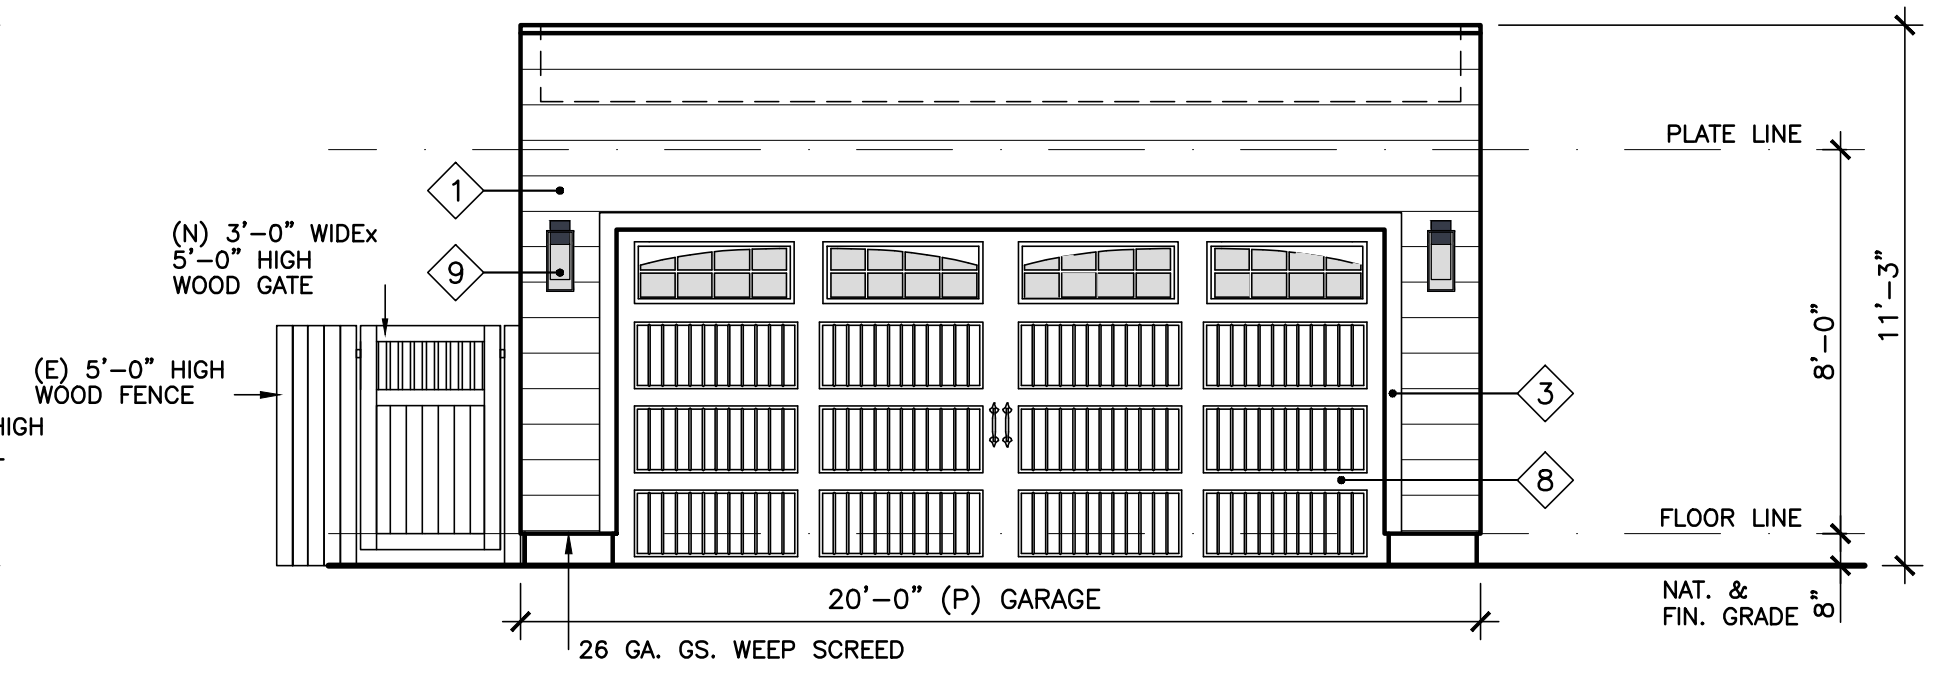 11'-3"
PLATE LINE
1
(N) 3'-0" WIDEx
5'-0" HIGH
WOOD GATE
9
8'-0"
(E) 5'-0" HIGH
WOOD FENCE
3
HIGH
8
FLOOR LINE
20'-0" (P) GARAGE
NAT. &
FIN. GRADE
8"
26 GA. GS. WEEP SCREED